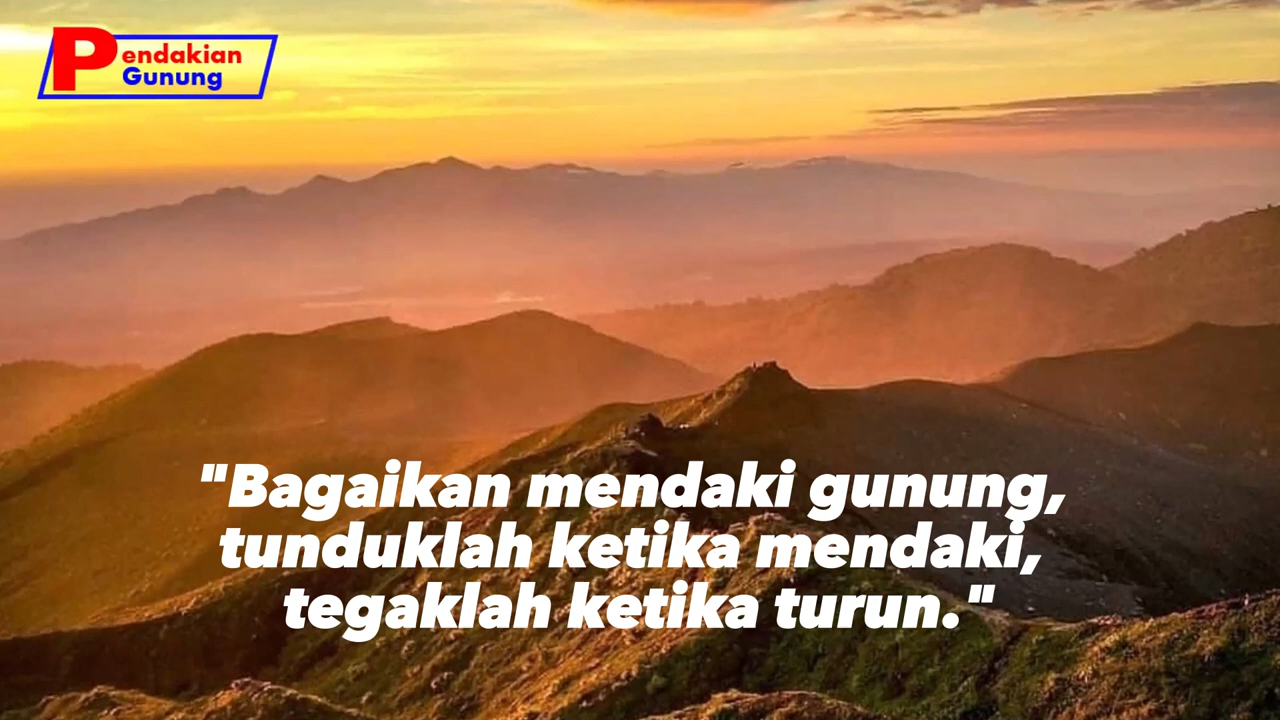 Pendakian
Gunung
"Bagaikan mendaki gunung,
tunduklah ketika mendaki,
tegaklah ketika turun."